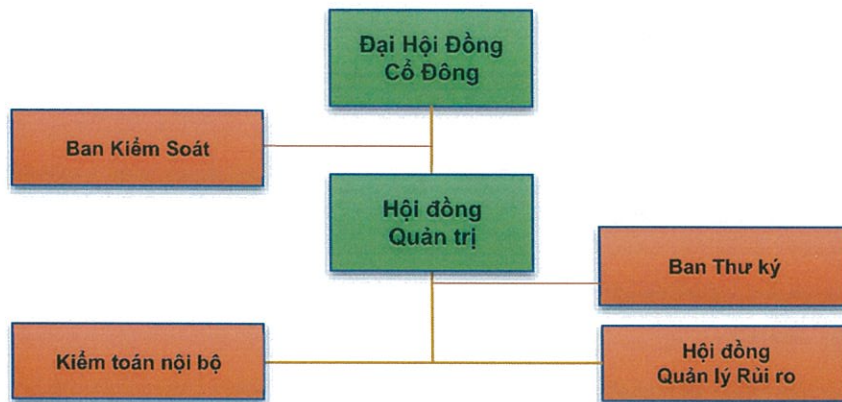 Đại Hội Đồng
Cổ Đông
Ban Kiểm Soát
Hội đồng
Quản trị
Ban Thư ký
Kiểm toán nội bộ
Hội đồng
Quản lý Rủi ro